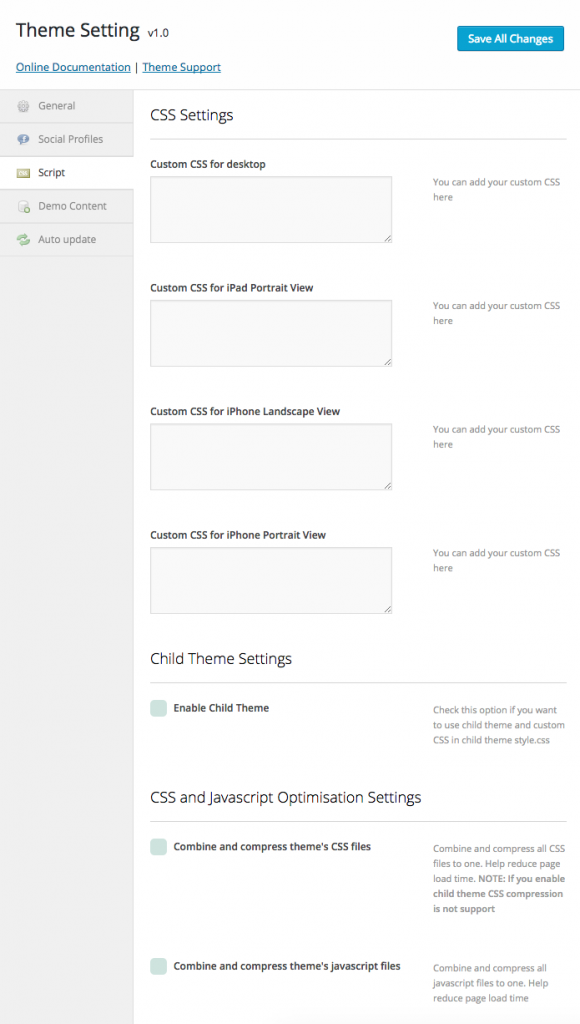 Theme Setting v1.0
Save All Changes
Online Documentation | Theme Support
General
Social Profiles
Script
Demo Content
Auto update
CSS Settings
Custom CSS for desktop
You can add your custom CSS
here
Custom CSS for iPad Portrait View
You can add your custom CSS
here
Custom CSS for iPhone Landscape View
You can add your custom CSS
here
Custom CSS for iPhone Portrait View
You can add your custom CSS
here
Child Theme Settings
Enable Child Theme
Check this option if you want
to use child theme and custom
CSS in child theme style.css
CSS and Javascript Optimisation Settings
Combine and compress theme's CSS files
Combine and compress all CSS
files to one. Help reduce page
load time. NOTE: If you enable
child theme CSS compression
is not support
Combine and compress theme's javascript files
Combine and compress all
javascript files to one. Help
reduce page load time